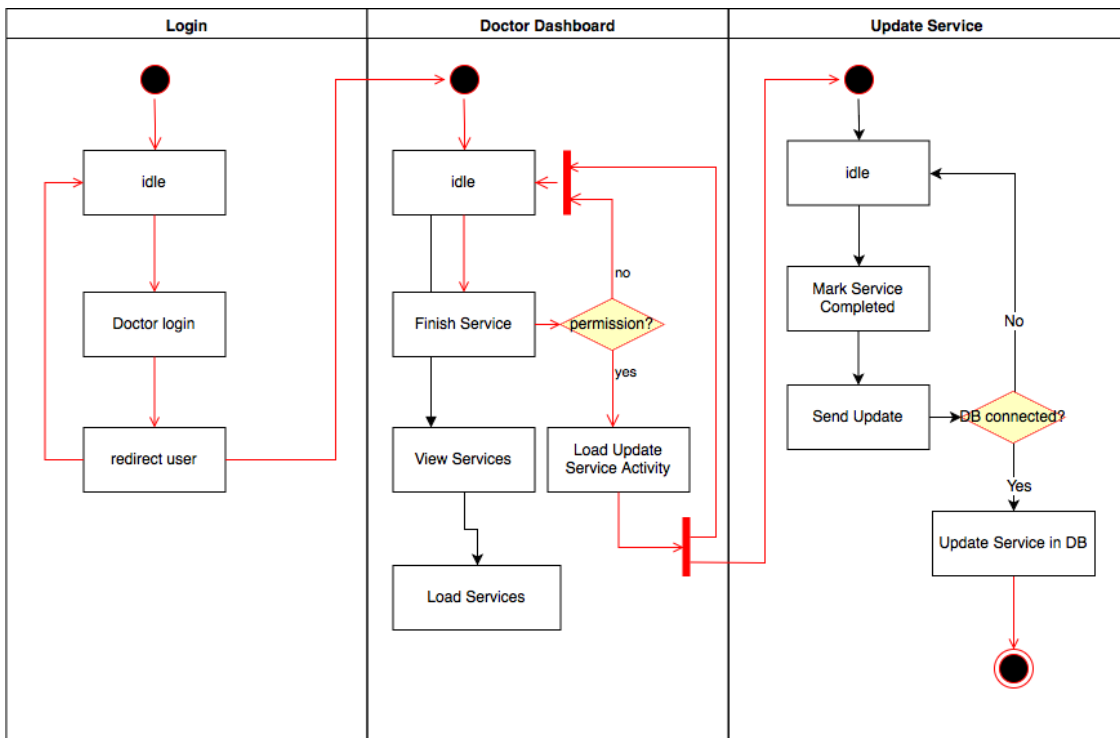 Login
Doctor Dashboard
Update Service
idle
Doctor login
redirect user
idle
no
Finish Service
permission?
yes
View Services
Load Update
Service Activity
Load Services
idle
Mark Service
Completed
No
Send Update
DB connected?
Yes
Update Service in DB